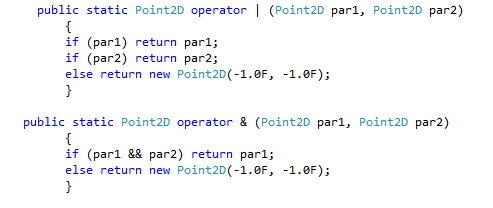 public static Point2D operator | (Point2D par1, Point2D par2)
{
if (par1) return par1;
if (par2) return par2;
else return new Point2D(-1.0F, -1.0F);
}
public static Point2D operator & (Point2D par1, Point2D par2)
{
if (par1 && par2) return par1;
else return new Point2D(-1.0F, -1.0F);
}